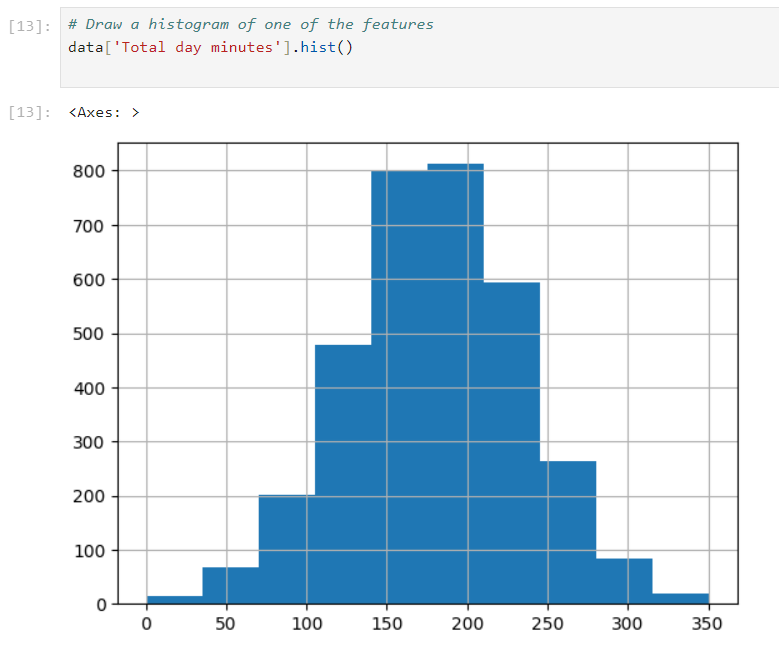 [13]: # Draw a histogram of one of the features
data['Total day minutes'].hist()
[13]: <Axes: >
800
700
600
500
400
300
200
100
0
0 50 100 150 200 250 300 350